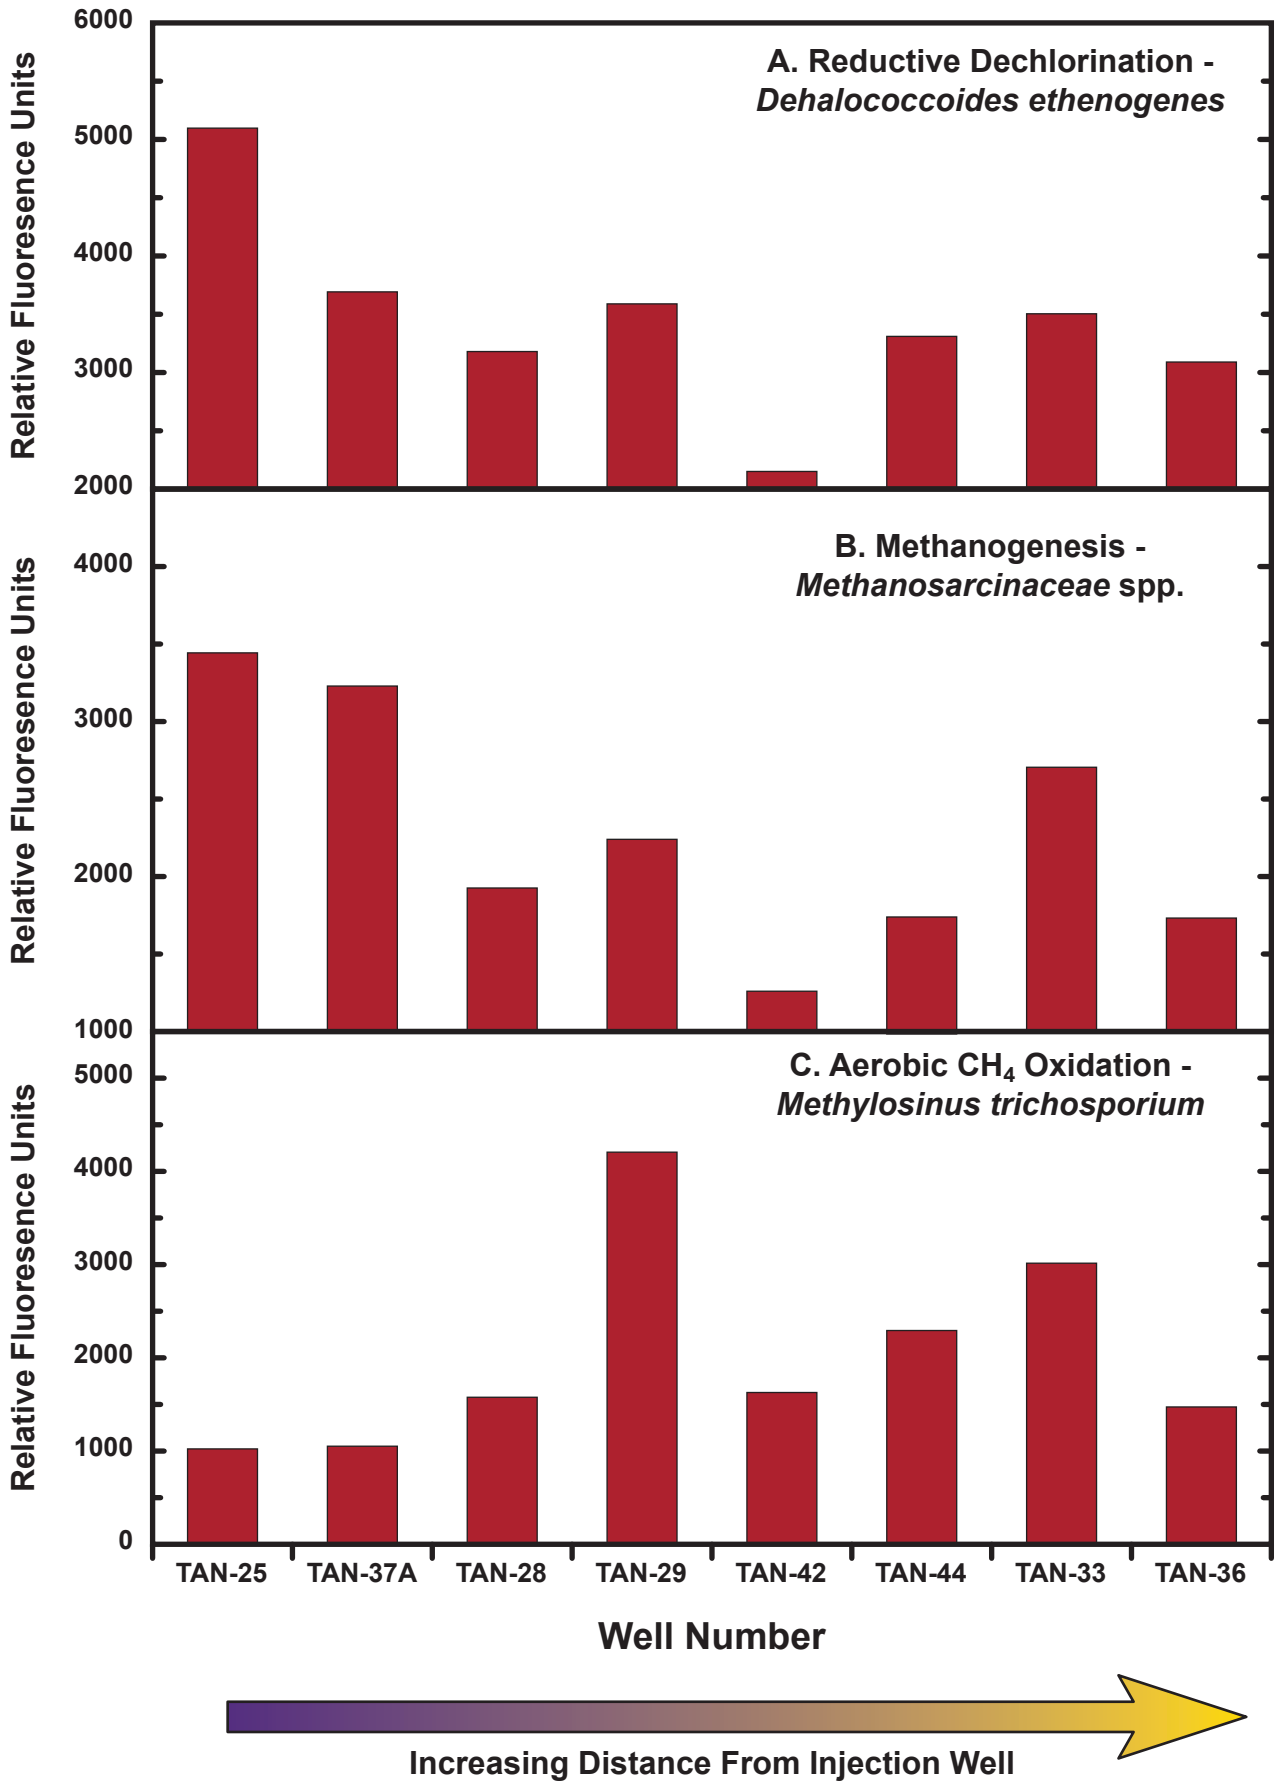 6000
A. Reductive Dechlorination -
Dehalococcoides ethenogenes
5000
4000
3000
2000
Relative Fluoresence Units
B. Methanogenesis -
Methanosarcinaceae spp.
4000
3000
2000
1000
Relative Fluoresence Units
C. Aerobic CH4 Oxidation -
Methylosinus trichosporium
5000
4000
3000
2000
1000
0
Relative Fluoresence Units
TAN-25 TAN-37A TAN-28 TAN-29 TAN-42 TAN-44 TAN-33 TAN-36
Well Number
Increasing Distance From Injection Well